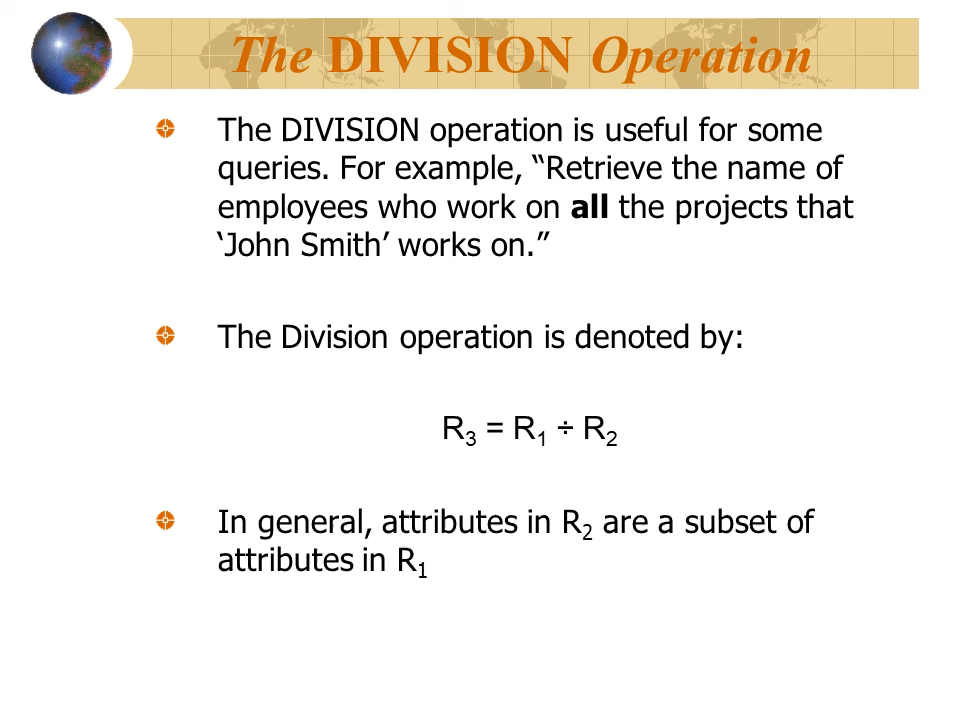 The DIVISION Operation
The DIVISION operation is useful for some
queries. For example, “Retrieve the name of
employees who work on all the projects that
‘John Smith’ works on.”
The Division operation is denoted by:
R₃ = R₁ ÷ R₂
In general, attributes in R₂ are a subset of
attributes in R₁